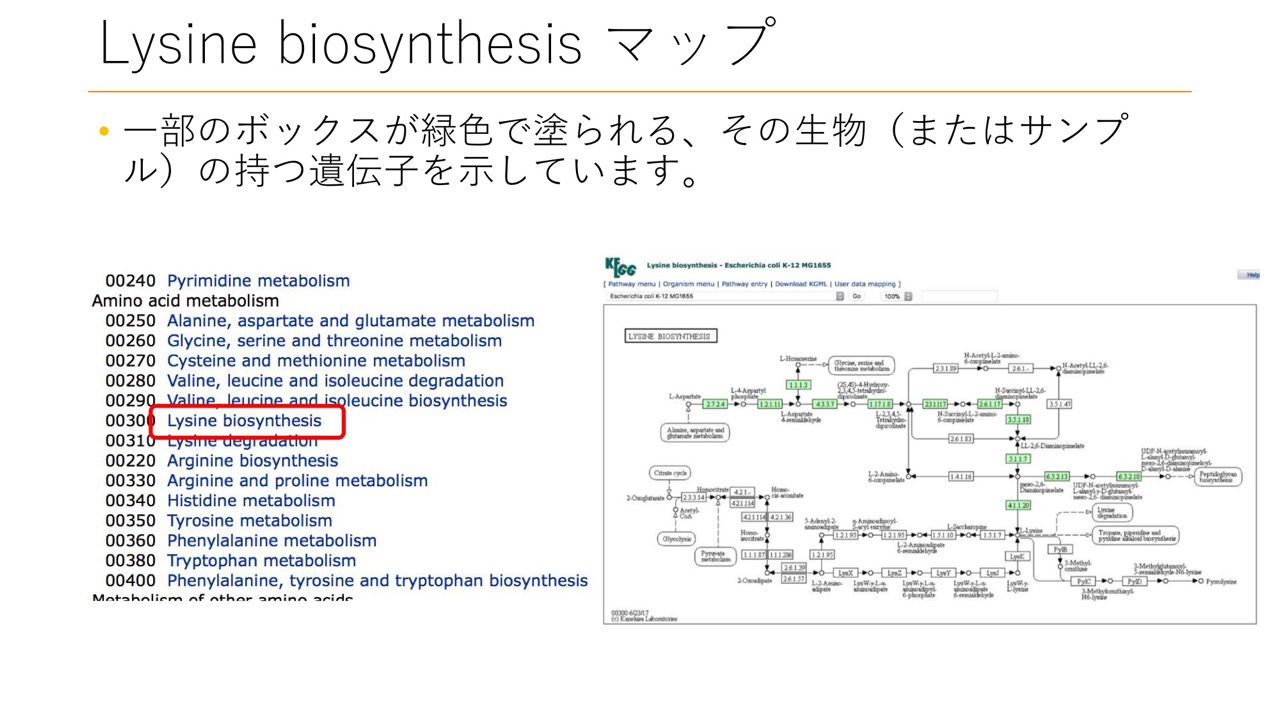 Lysine biosynthesis マップ
• 一部のボックスが緑色で塗られる、その生物（またはサンプ
ル）の持つ遺伝子を示しています。
00240 Pyrimidine metabolism
Amino acid metabolism
00250 Alanine, aspartate and glutamate metabolism
00260 Glycine, serine and threonine metabolism
00270 Cysteine and methionine metabolism
00280 Valine, leucine and isoleucine degradation
00290 Valine, leucine and isoleucine biosynthesis
00300 Lysine biosynthesis
00310 Lysine degradation
00220 Arginine biosynthesis
00330 Arginine and proline metabolism
00340 Histidine metabolism
00350 Tyrosine metabolism
00360 Phenylalanine metabolism
00380 Tryptophan metabolism
00400 Phenylalanine, tyrosine and tryptophan biosynthesis
Metabolism of other amino acids
KEGG
Lysine biosynthesis - Escherichia coli K-12 MG1655
Help
[ Pathway menu | Organism menu | Pathway entry | Download KGML | User data mapping ]
Escherichia coli K-12 MG1655
Go
100%
LYSINE BIOSYNTHESIS
L-Homoserine
Glycine, serine and
threonine metabolism
N-Acetyl-L-2-amino-
6-oxopimelate
N-Acetyl-LL-2,6-
diaminopimelate
2.3.1.89
2.6.1.-
1.1.1.3
L-Aspartate
L-4-Aspartyl
phosphate
(2S,4S)-4-Hydroxy-
2,3,4,5-tetrahydro-
dipicolinate
N-Succinyl-LL-2,6-
diaminopimelate
2.7.2.4
1.2.1.11
4.3.3.7
1.17.1.8
2.3.1.117
2.6.1.17
3.5.1.47
L-Aspartate
4-semialdehyde
L-2,3,4,5-
Tetrahydro-
dipicolinate
N-Succinyl-L-2-amino-
6-oxopimelate
3.5.1.18
Alanine, aspartate and
glutamate metabolism
2.6.1.83
LL-2,6-Diaminopimelate
5.1.1.7
UDP-N-acetylmuramoyl-
L-alanyl-D-glutamyl-
meso-2,6-diaminopimeloyl-
D-alanyl-D-alanine
Citrate cycle
L-2-Amino-
6-oxopimelate
1.4.1.16
6.3.2.13
6.3.2.10
Peptidoglycan
biosynthesis
meso-2,6-
Diaminopimelate
UDP-N-acetylmuramoyl-
L-alanyl-γ-D-glutamyl-
meso-2,6-diaminopimelate
2-Oxoglutarate
2.3.3.14
Homocitrate
4.2.1.-
4.2.1.114
Homo-
cis-aconitate
Acetyl-
CoA
4.1.1.20
4.2.1.114
4.2.1.36
Lysine
degradation
Glycolysis
Homo-
isocitrate
5-Adenyl-2-
aminoadipate
α-Aminoadipoyl-
S-acyl enzyme
L-Saccharopine
L-Lysine
Tropane, piperidine and
pyridine alkaloid biosynthesis
1.2.1.95
1.2.1.95
1.5.1.10
1.5.1.7
L-2-Aminoadipate
6-semialdehyde
Pyruvate
metabolism
1.1.1.87
1.1.1.286
1.2.1.95
LysK
PylB
2.6.1.39
2.6.1.57
3-Methyl-
ornithine
3-Methylglutamyl-
5-semialdehyde-
N6-lysine
2-Oxoadipate
LysX
LysZ
LysY
LysJ
PylC
PylD
Pyrrolysine
L-2-Amino-
adipate
LysW-γ-L-α-
aminoadipate
LysW-γ-L-α-
aminoadipyl-
6-phosphate
LysW-γ-L-α-
aminoadipate
6-semialdehyde
LysW-γ-
L-lysine
3-Methylornithinyl-
N6-lysine
00300 6/23/17
(c) Kanehisa Laboratories